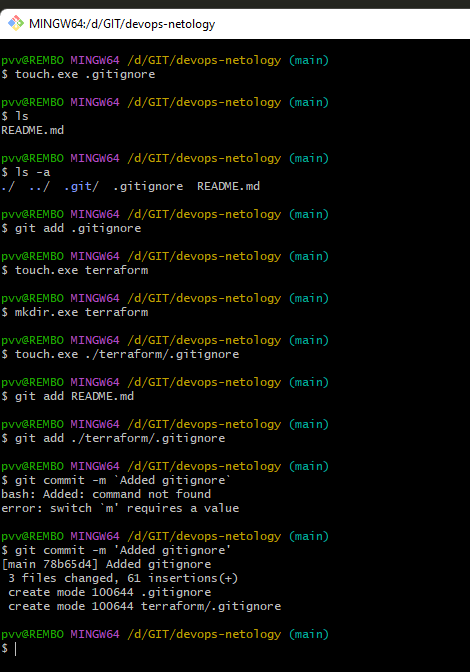 MINGW64:/d/GIT/devops-netology
pvv@REMBO MINGW64 /d/GIT/devops-netology (main)
$ touch.exe .gitignore
pvv@REMBO MINGW64 /d/GIT/devops-netology (main)
$ ls
README.md
pvv@REMBO MINGW64 /d/GIT/devops-netology (main)
$ ls -a
./  ../  .git/  .gitignore  README.md
pvv@REMBO MINGW64 /d/GIT/devops-netology (main)
$ git add .gitignore
pvv@REMBO MINGW64 /d/GIT/devops-netology (main)
$ touch.exe terraform
pvv@REMBO MINGW64 /d/GIT/devops-netology (main)
$ mkdir.exe terraform
pvv@REMBO MINGW64 /d/GIT/devops-netology (main)
$ touch.exe ./terraform/.gitignore
pvv@REMBO MINGW64 /d/GIT/devops-netology (main)
$ git add README.md
pvv@REMBO MINGW64 /d/GIT/devops-netology (main)
$ git add ./terraform/.gitignore
pvv@REMBO MINGW64 /d/GIT/devops-netology (main)
$ git commit -m `Added gitignore`
bash: Added: command not found
error: switch `m' requires a value
pvv@REMBO MINGW64 /d/GIT/devops-netology (main)
$ git commit -m 'Added gitignore'
[main 78b65d4] Added gitignore
 3 files changed, 61 insertions(+)
 create mode 100644 .gitignore
 create mode 100644 terraform/.gitignore
pvv@REMBO MINGW64 /d/GIT/devops-netology (main)
$